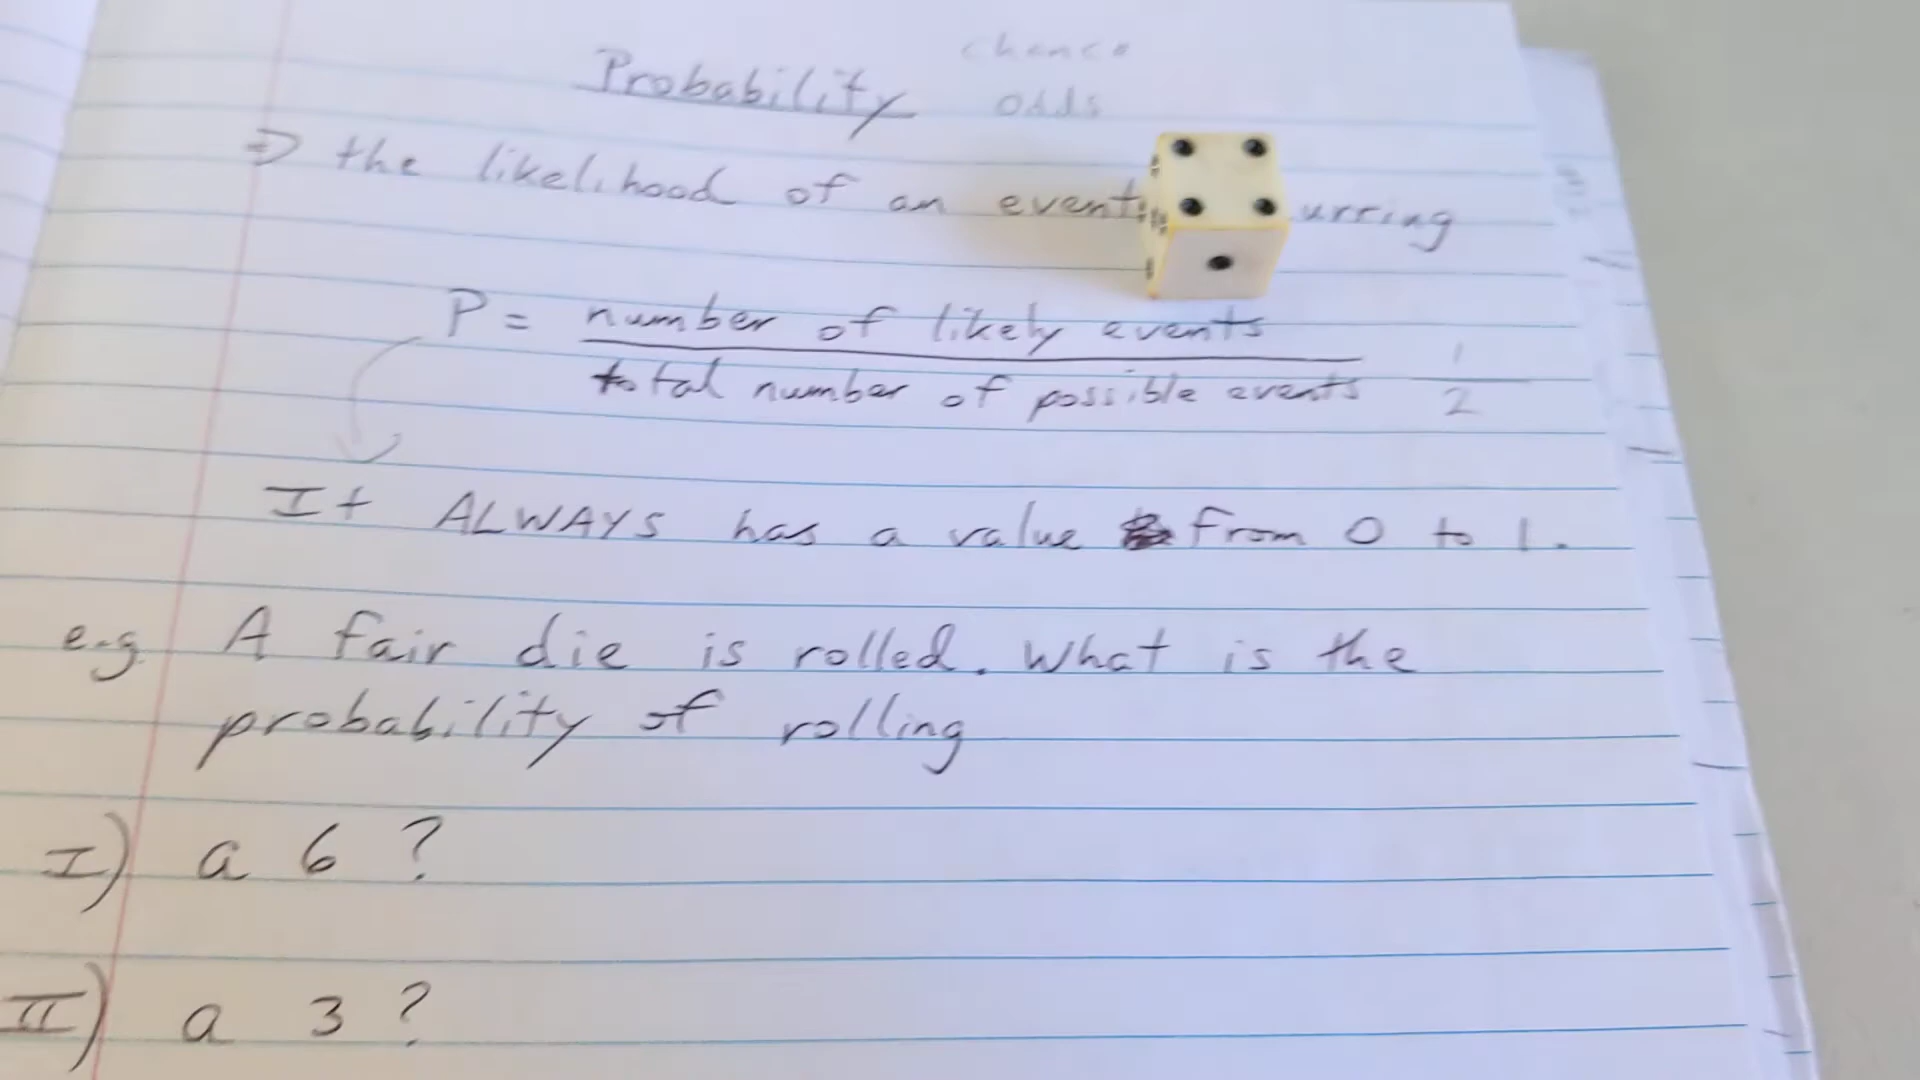 Probability chance
odds
⇒ the likelihood of an event urring
P = number of likely events
total number of possible events 1
2
It ALWAYS has a value from 0 to 1.
e.g. A fair die is rolled. What is the
probability of rolling
I) a 6 ?
II) a 3 ?